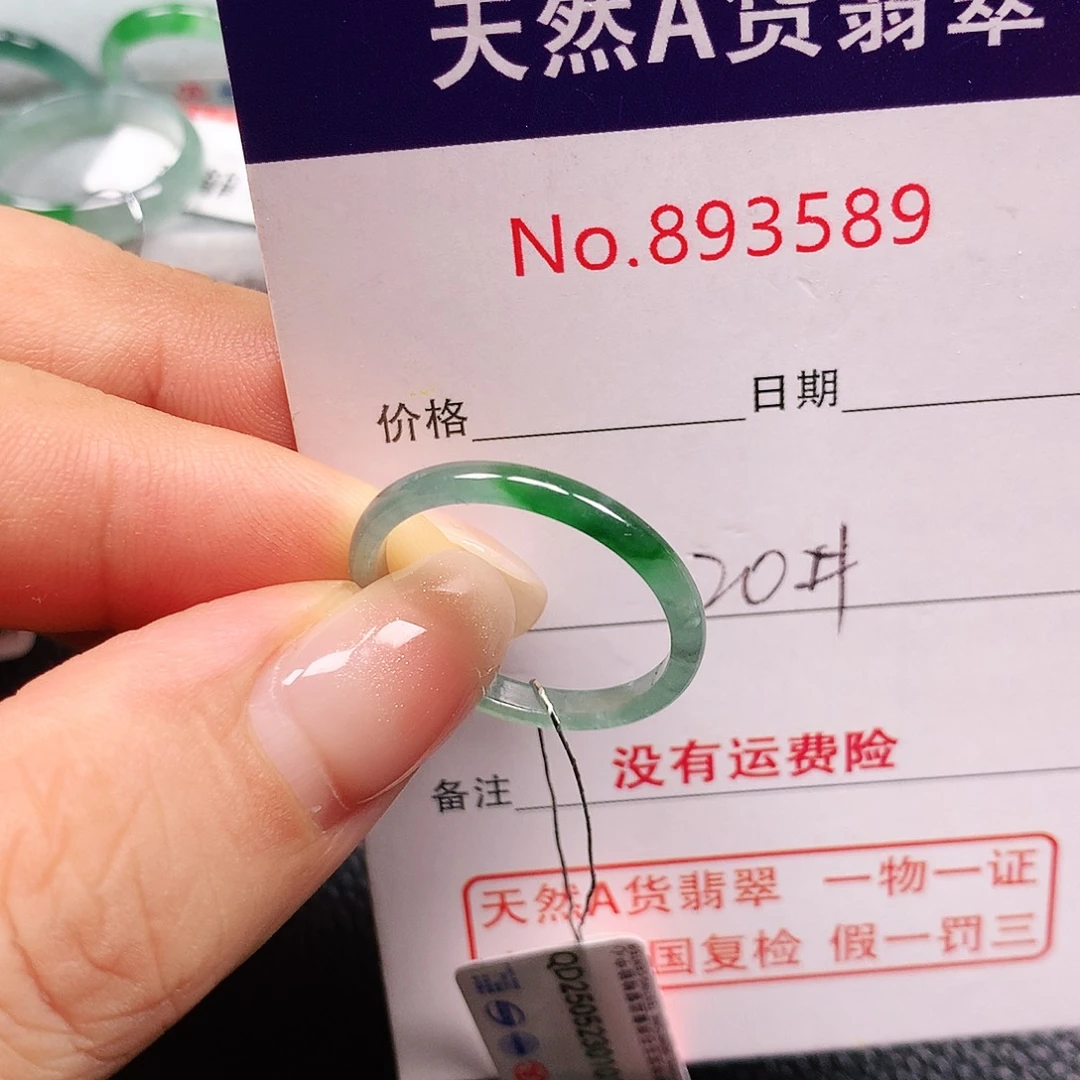 天然A货翡翠
No.893589
价格 日期
20#
没有运费险
备注
天然A货翡翠 一物一证
国复检 假一罚三
QD25052301